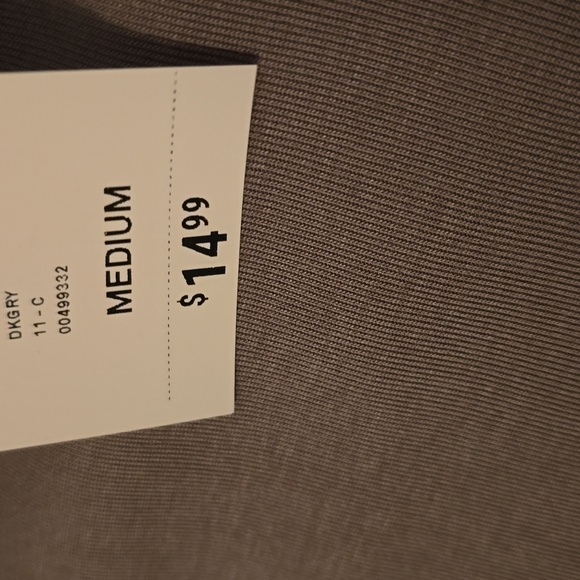 DKGRY
11-C
00499332
MEDIUM
$14.99